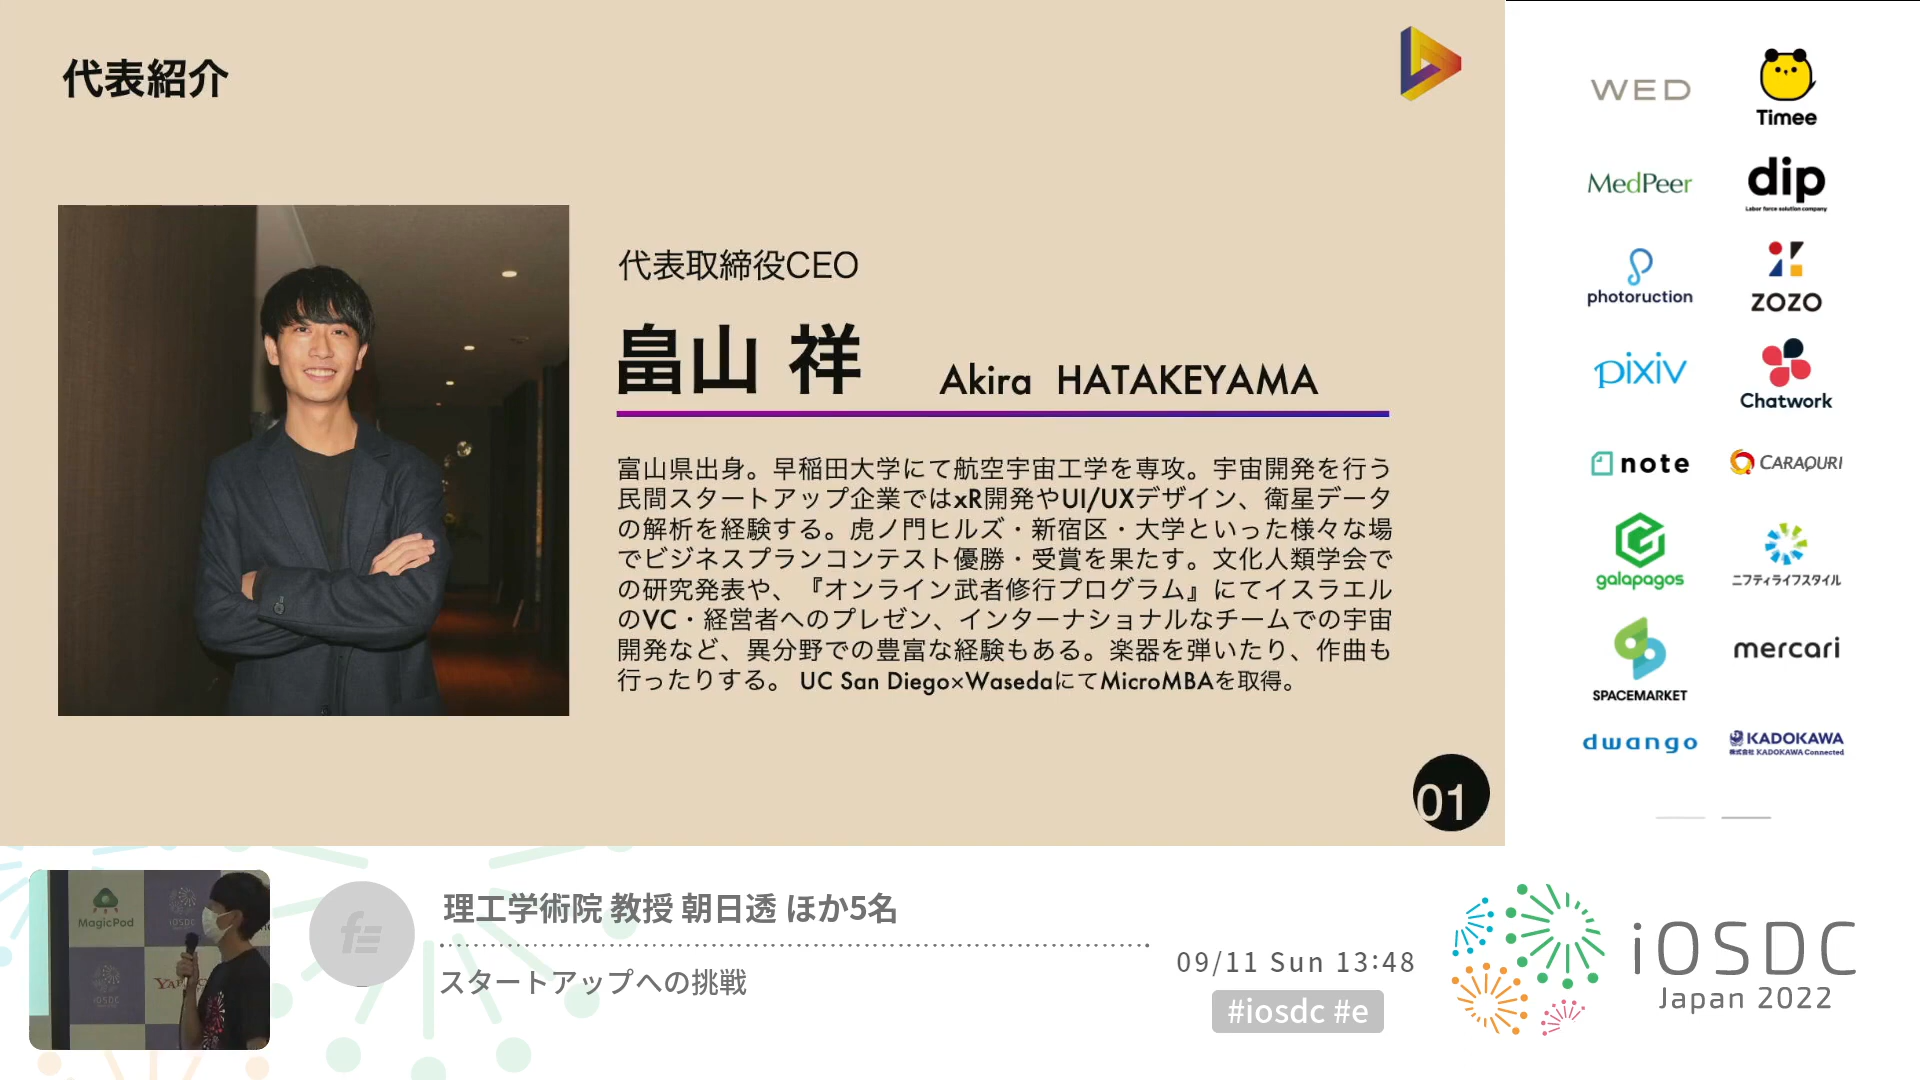 代表紹介
代表取締役CEO
畠山 祥 Akira HATAKEYAMA
富山県出身。早稲田大学にて航空宇宙工学を専攻。宇宙開発を行う
民間スタートアップ企業ではxR開発やUI/UXデザイン、衛星データ
の解析を経験する。虎ノ門ヒルズ・新宿区・大学といった様々な場
でビジネスプランコンテスト優勝・受賞を果たす。文化人類学会で
の研究発表や、『オンライン武者修行プログラム』にてイスラエル
のVC・経営者へのプレゼン、インターナショナルなチームでの宇宙
開発など、異分野での豊富な経験もある。楽器を弾いたり、作曲も
行ったりする。 UC San Diego×WasedaにてMicroMBAを取得。
01
WED
Timee
MedPeer
dip
Labor force solution company
photoruction
ZOZO
pixiv
Chatwork
note
CARAQURI
galapagos
ニフティライフスタイル
SPACEMARKET
mercari
dwango
KADOKAWA
株式会社 KADOKAWA Connected
MagicPod
iOSDC
iOSDC
理工学術院 教授 朝日透 ほか5名
スタートアップへの挑戦
09/11 Sun 13:48
#iosdc #e
iOSDC
Japan 2022